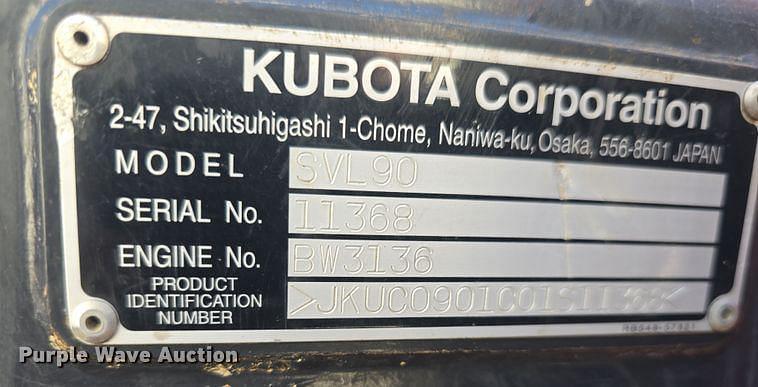 KUBOTA Corporation
2-47, Shikitsuhigashi 1-Chome, Naniwa-ku, Osaka, 556-8601 JAPAN
MODEL SVL90
SERIAL No. 11368
ENGINE No. BW3136
PRODUCT
IDENTIFICATION
NUMBER >JKUC0901C01S11368<
Purple Wave Auction